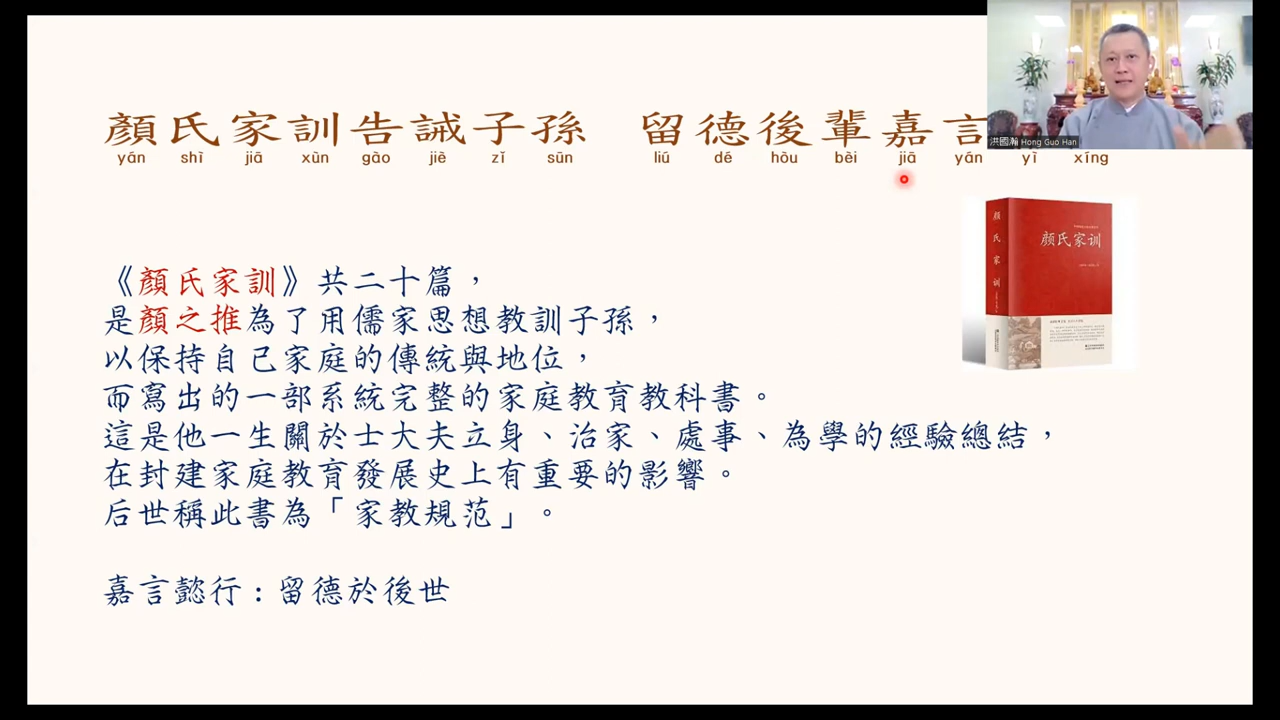 顏氏家訓告誡子孫　留德後輩嘉言
yán shì jiā xùn gào jiè zǐ sūn liú dé hòu bèi jiā yán yì xíng
洪國瀚 Hong Guo Han
《顏氏家訓》共二十篇，
是顏之推為了用儒家思想教訓子孫，
以保持自己家庭的傳統與地位，
而寫出的一部系統完整的家庭教育教科書。
這是他一生關於士大夫立身、治家、處事、為學的經驗總結，
在封建家庭教育發展史上有重要的影響。
后世稱此書為「家教規范」。
嘉言懿行：留德於後世
顏氏家訓
颜氏家训